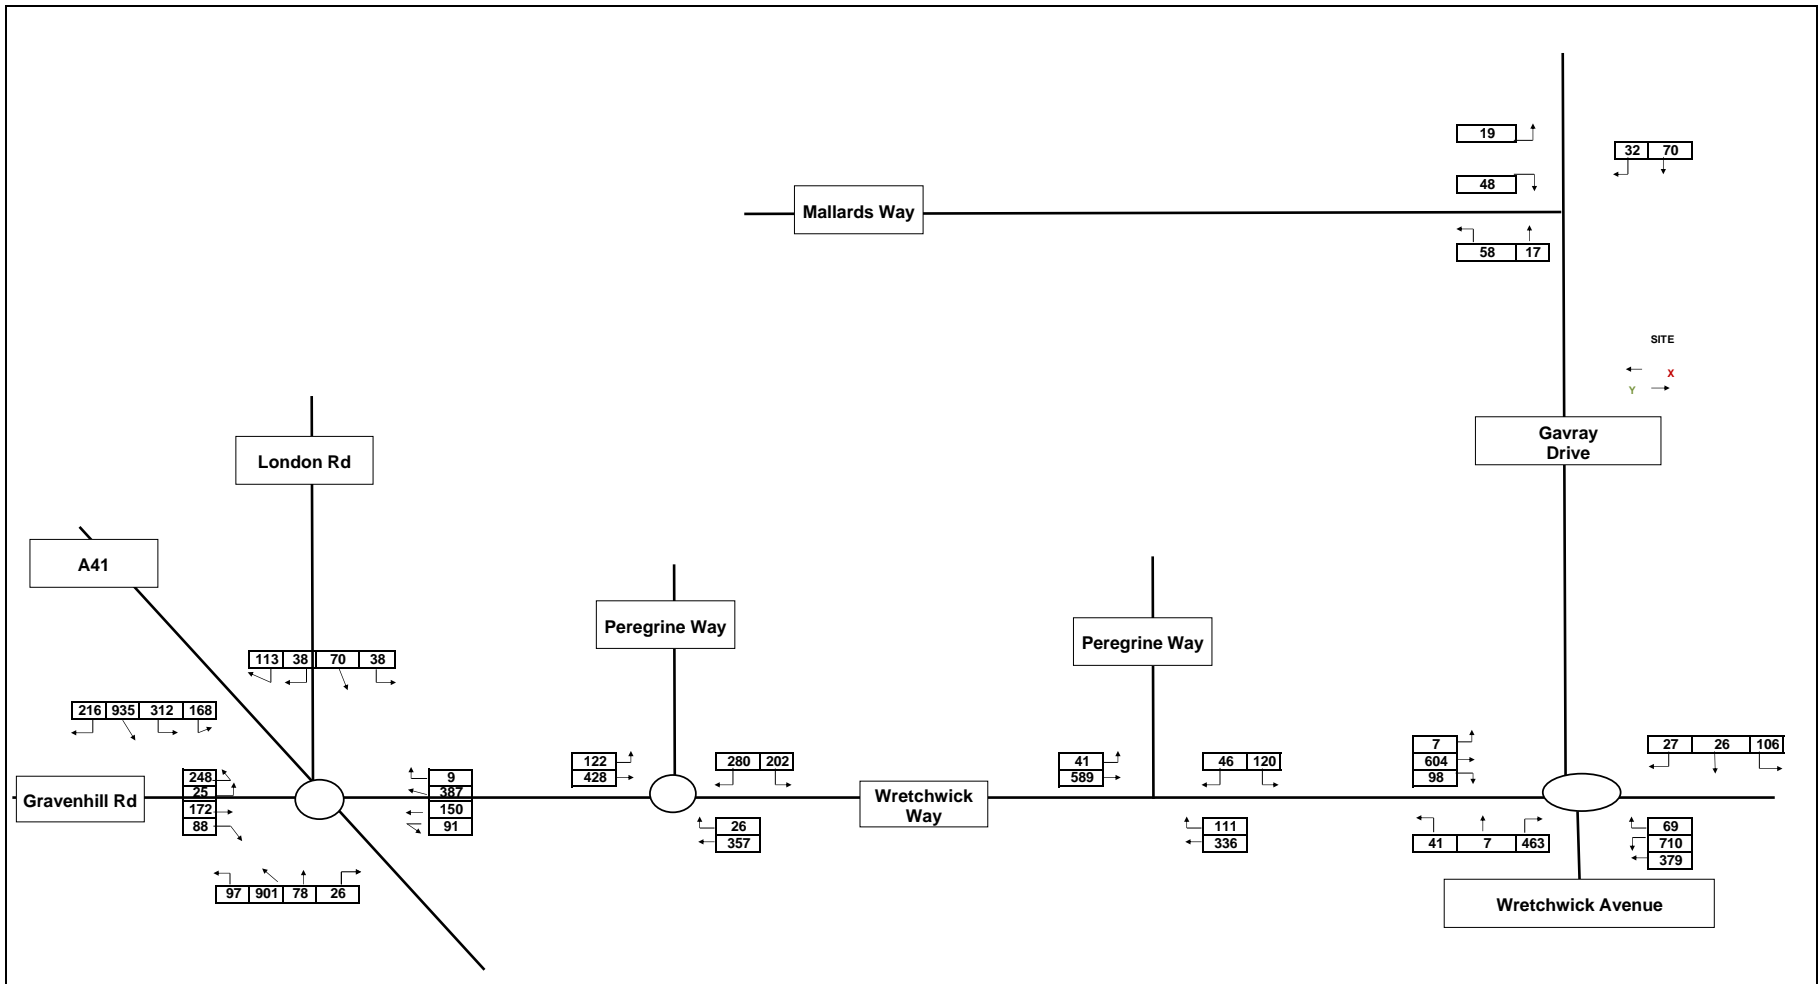 19
32 70
48
Mallards Way
58 17
SITE
X
Y
Gavray
Drive
London Rd
A41
Peregrine Way
Peregrine Way
113 38 70 38
216 935 312 168
7
604
98
27 26 106
122
428
280 202
41
589
46 120
Gravenhill Rd
248
25
172
88
9
387
150
91
Wretchwick
Way
26
357
111
336
41 7 463
69
710
379
97 901 78 26
Wretchwick Avenue